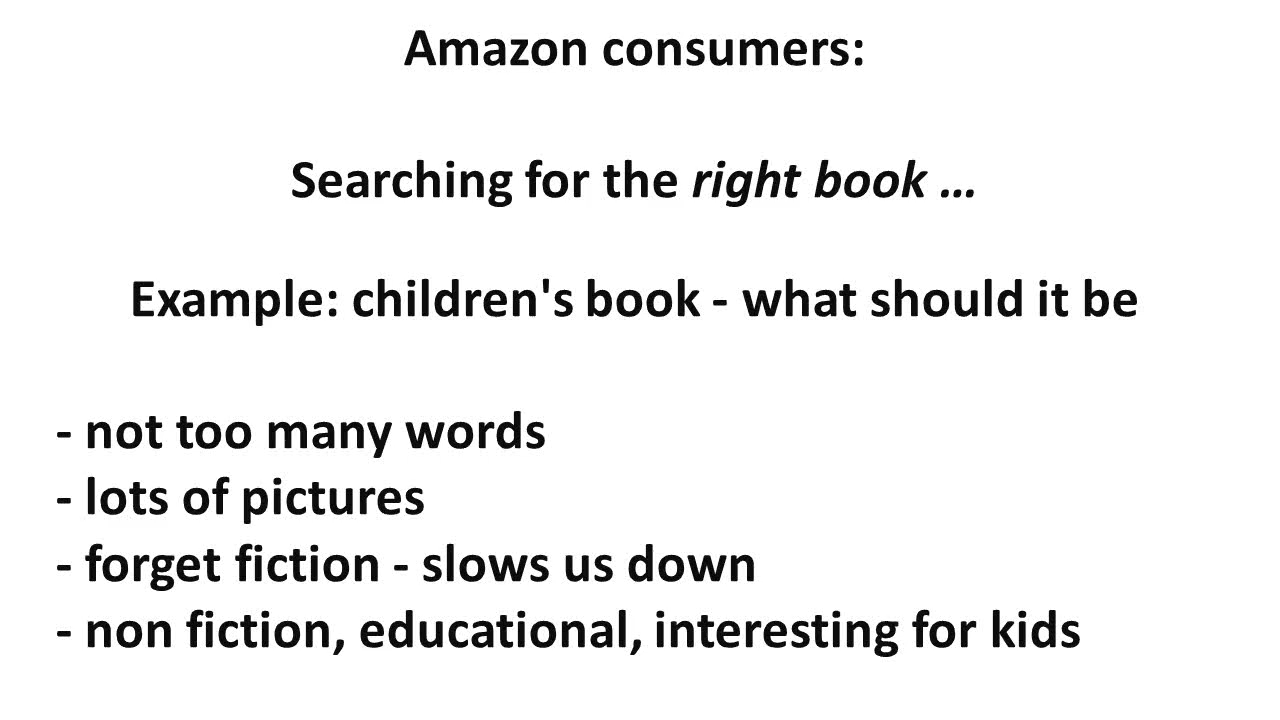 Amazon consumers:
Searching for the right book ...
Example: children's book - what should it be
- not too many words
- lots of pictures
- forget fiction - slows us down
- non fiction, educational, interesting for kids